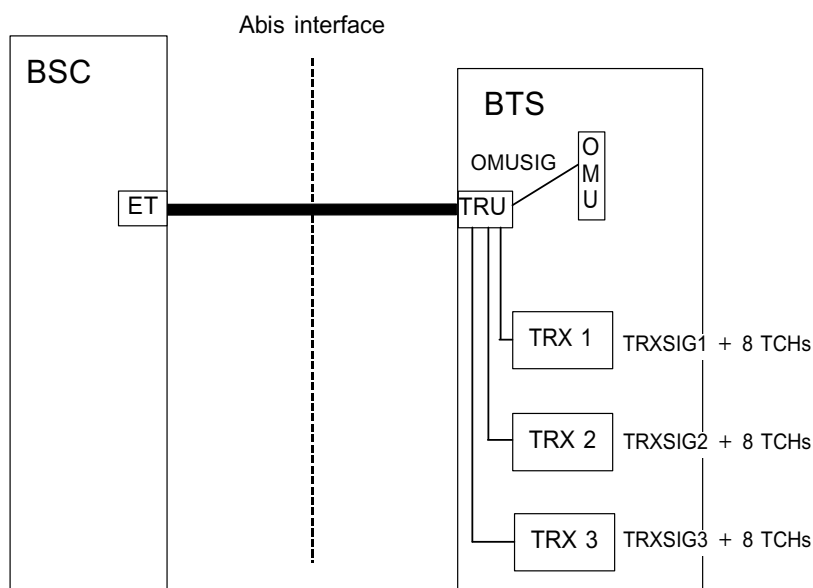 Abis interface
BSC
BTS
OMUSIG
O
M
U
ET
TRU
TRX 1
TRXSIG1 + 8 TCHs
TRX 2
TRXSIG2 + 8 TCHs
TRX 3
TRXSIG3 + 8 TCHs